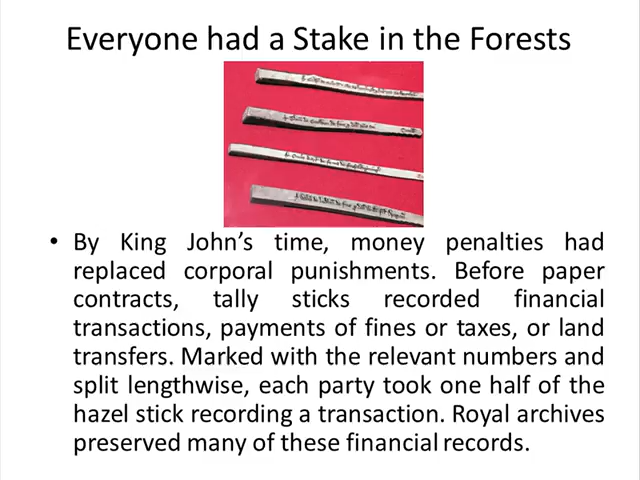 Everyone had a Stake in the Forests
• By King John's time, money penalties had
replaced corporal punishments. Before paper
contracts, tally sticks recorded financial
transactions, payments of fines or taxes, or land
transfers. Marked with the relevant numbers and
split lengthwise, each party took one half of the
hazel stick recording a transaction. Royal archives
preserved many of these financial records.